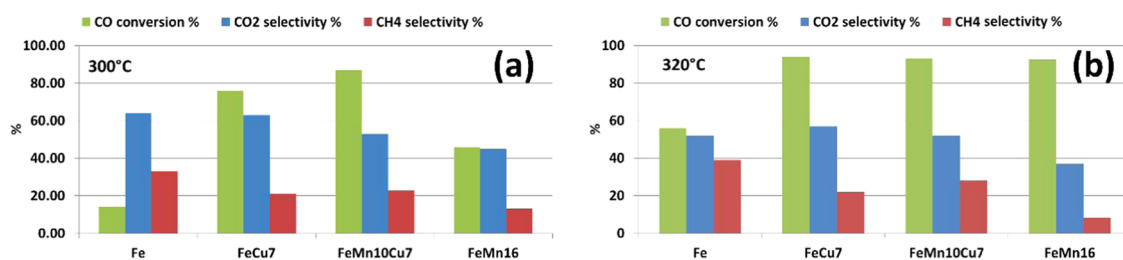 CO conversion % CO2 selectivity % CH4 selectivity %
100.00
80.00
60.00
40.00
20.00
0.00
%
300°C
(a)
Fe FeCu7 FeMn10Cu7 FeMn16
CO conversion % CO2 selectivity % CH4 selectivity %
100
80
60
40
20
0
%
320°C
(b)
Fe FeCu7 FeMn10Cu7 FeMn16